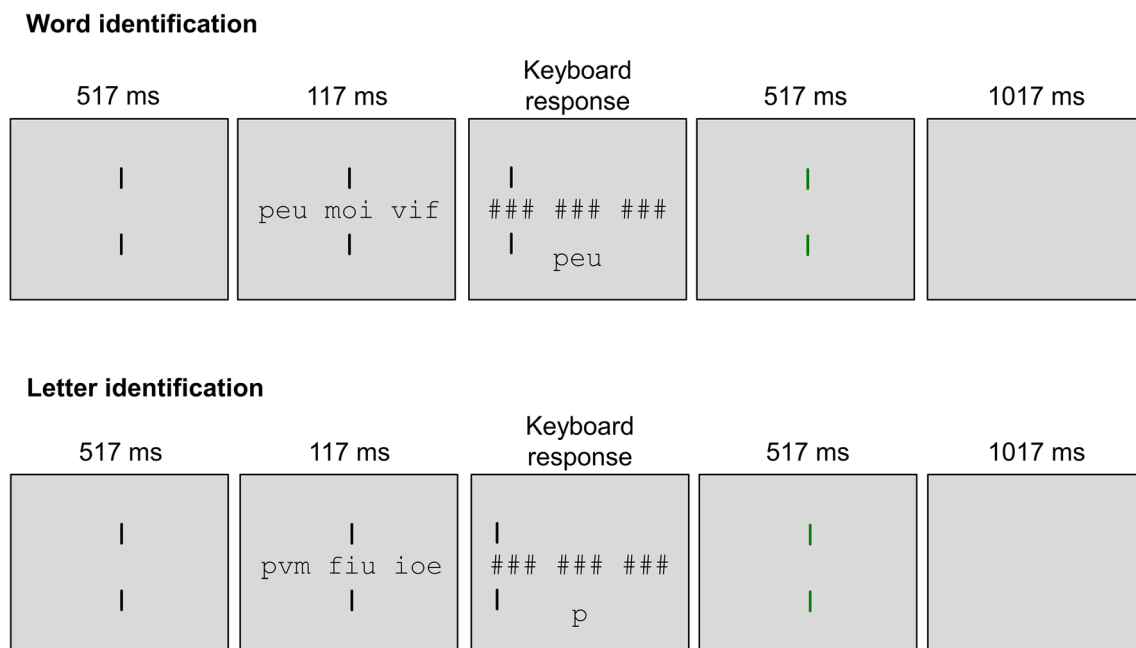 Word identification
517 ms
117 ms
Keyboard
response
517 ms
1017 ms
peu moi vif
### ### ###
peu
Letter identification
517 ms
117 ms
Keyboard
response
517 ms
1017 ms
pvm fiu ioe
### ### ###
p